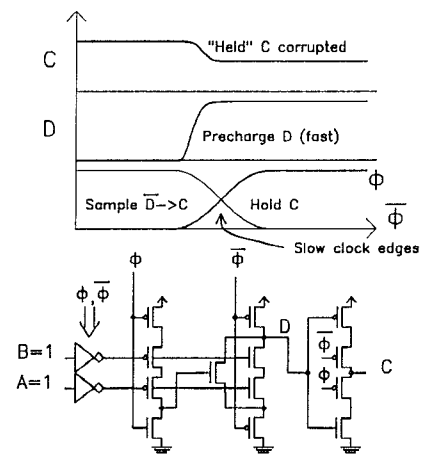 "Held" C corrupted
C
D
Precharge D (fast)
ϕ
Sample D̅->C
Hold C
ϕ̅
Slow clock edges
ϕ
ϕ̅
ϕ,ϕ̅
D
B=1
ϕ̅
ϕ
C
A=1